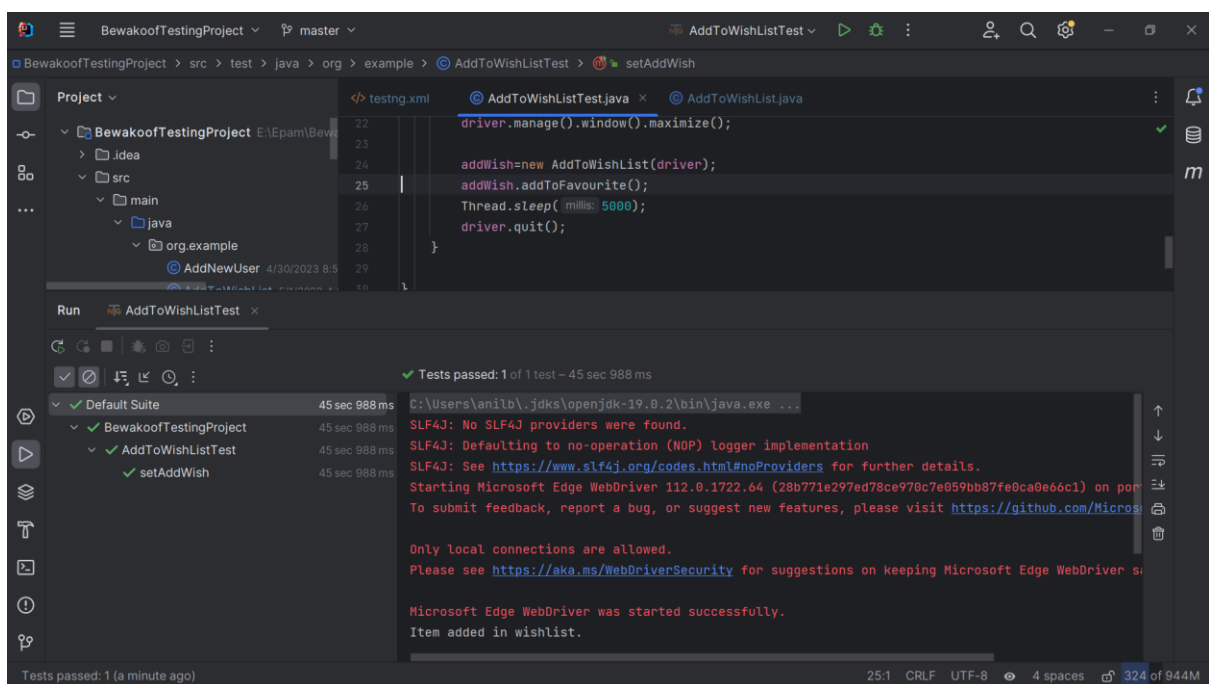 BewakoofTestingProject master AddToWishListTest
BewakoofTestingProject > src > test > java > org > example > AddToWishListTest > setAddWish
Project
testng.xml AddToWishListTest.java AddToWishList.java
BewakoofTestingProject E:\Epam\Bewa
.idea
src
main
java
org.example
AddNewUser 4/30/2023 8:5
22 driver.manage().window().maximize();
23
24 addWish=new AddToWishList(driver);
25 addWish.addToFavourite();
26 Thread.sleep( millis: 5000);
27 driver.quit();
28 }
29
30 }
Run AddToWishListTest
Tests passed: 1 of 1 test – 45 sec 988 ms
Default Suite 45 sec 988 ms
BewakoofTestingProject 45 sec 988 ms
AddToWishListTest 45 sec 988 ms
setAddWish 45 sec 988 ms
C:\Users\anilb\.jdks\openjdk-19.0.2\bin\java.exe ...
SLF4J: No SLF4J providers were found.
SLF4J: Defaulting to no-operation (NOP) logger implementation
SLF4J: See https://www.slf4j.org/codes.html#noProviders for further details.
Starting Microsoft Edge WebDriver 112.0.1722.64 (28b771e297ed78ce970c7e059bb87fe0ca0e66c1) on por
To submit feedback, report a bug, or suggest new features, please visit https://github.com/Micros
Only local connections are allowed.
Please see https://aka.ms/WebDriverSecurity for suggestions on keeping Microsoft Edge WebDriver sa
Microsoft Edge WebDriver was started successfully.
Item added in wishlist.
Tests passed: 1 (a minute ago) 25:1 CRLF UTF-8 4 spaces 324 of 944M